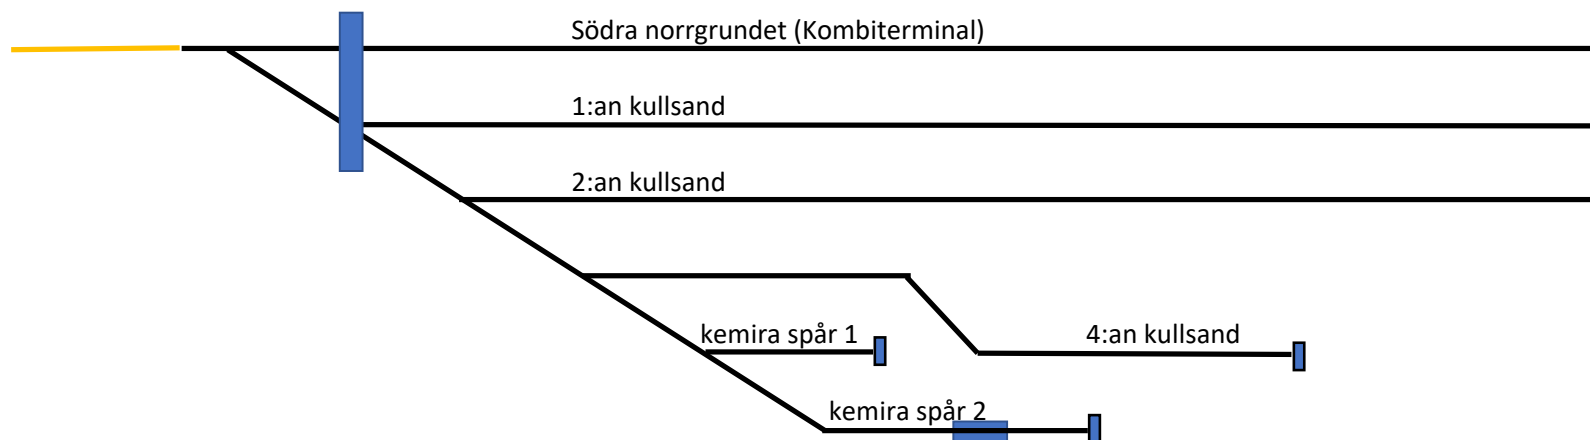 Södra norrgrundet (Kombiterminal)
1:an kullsand
2:an kullsand
kemira spår 1
4:an kullsand
kemira spår 2